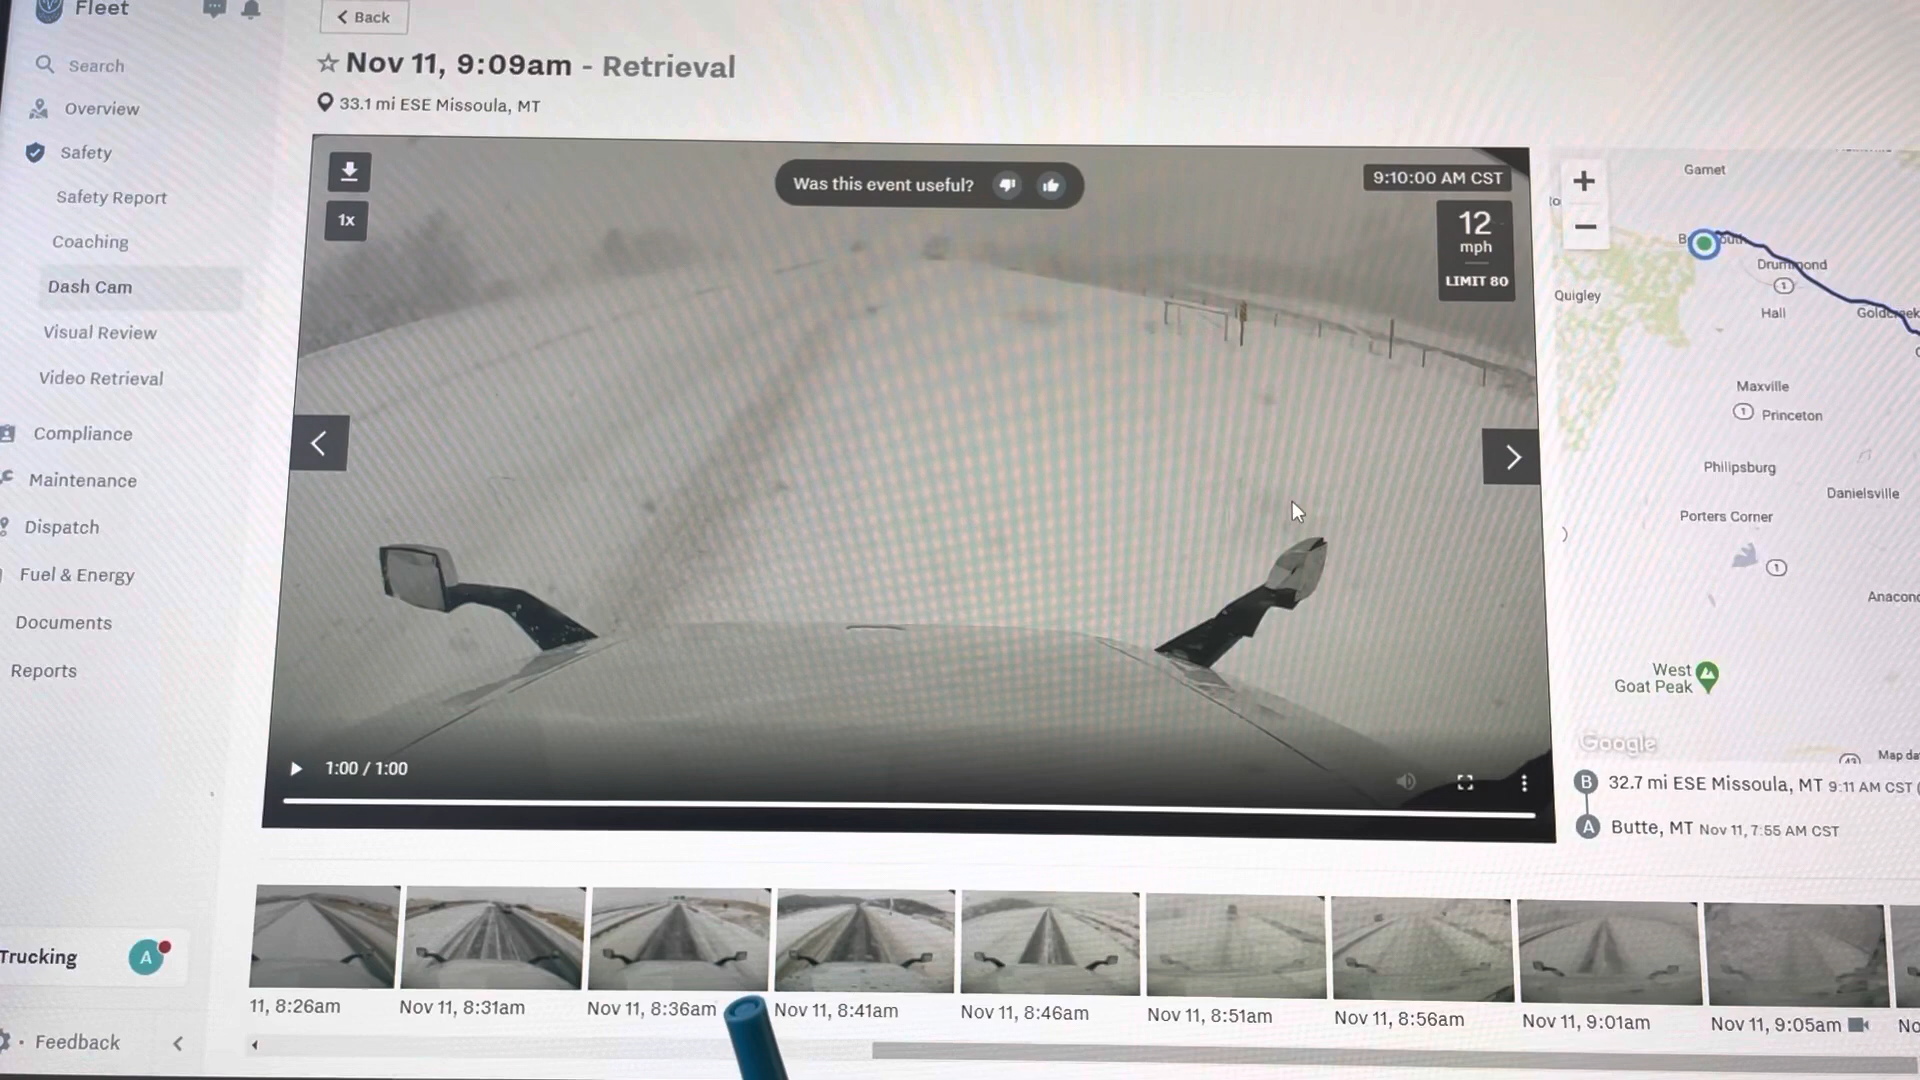 Fleet
Search
Overview
Safety
Safety Report
Coaching
Dash Cam
Visual Review
Video Retrieval
Compliance
Maintenance
Dispatch
Fuel & Energy
Documents
Reports
Trucking
A
Feedback
Back
Nov 11, 9:09am - Retrieval
33.1 mi ESE Missoula, MT
1x
Was this event useful?
9:10:00 AM CST
12
mph
LIMIT 80
1:00 / 1:00
Garnet
Drummond
1
Quigley
Hall
Maxville
1
Princeton
Philipsburg
Danielsville
Porters Corner
1
West
Goat Peak
Google
B 32.7 mi ESE Missoula, MT 9:11 AM CST
A Butte, MT Nov 11, 7:55 AM CST
11, 8:26am
Nov 11, 8:31am
Nov 11, 8:36am
Nov 11, 8:41am
Nov 11, 8:46am
Nov 11, 8:51am
Nov 11, 8:56am
Nov 11, 9:01am
Nov 11, 9:05am
No